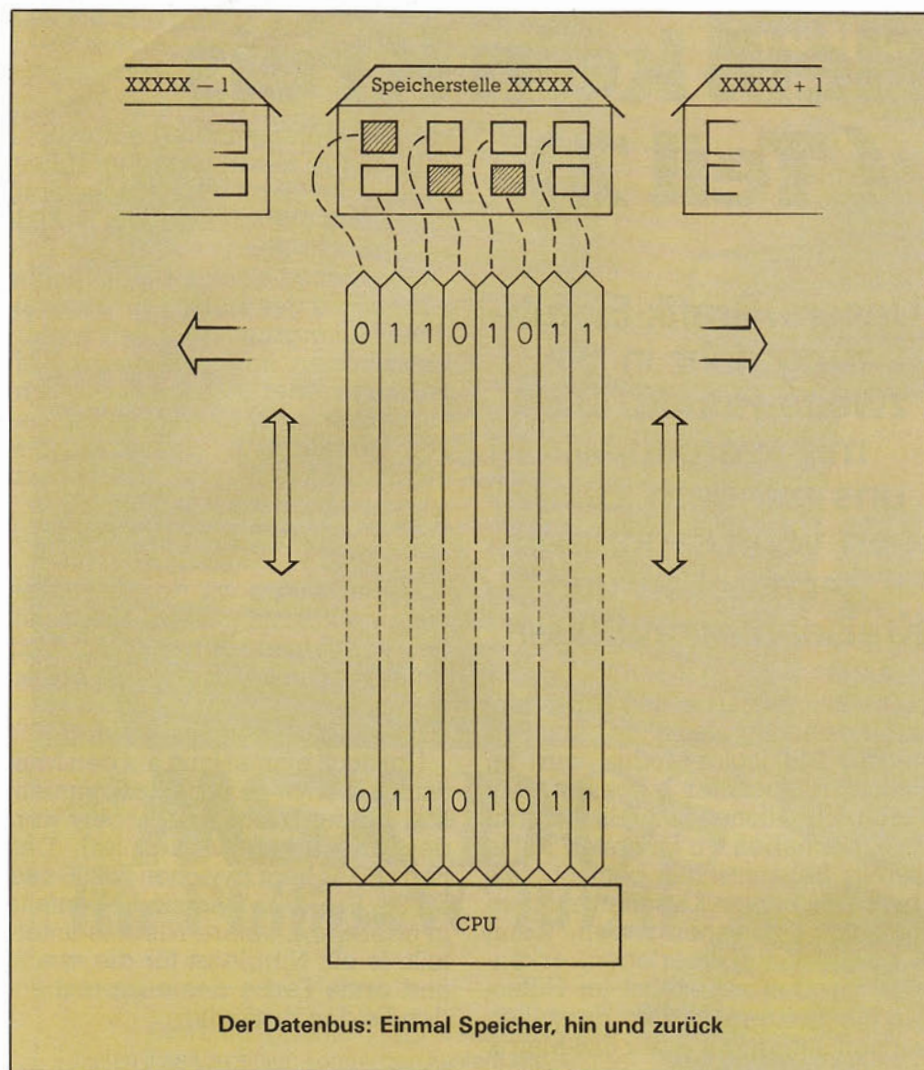 XXXXX — 1 Speicherstelle XXXXX XXXXX + 1
0 1 1 0 1 0 1 1
0 1 1 0 1 0 1 1
CPU
Der Datenbus: Einmal Speicher, hin und zurück